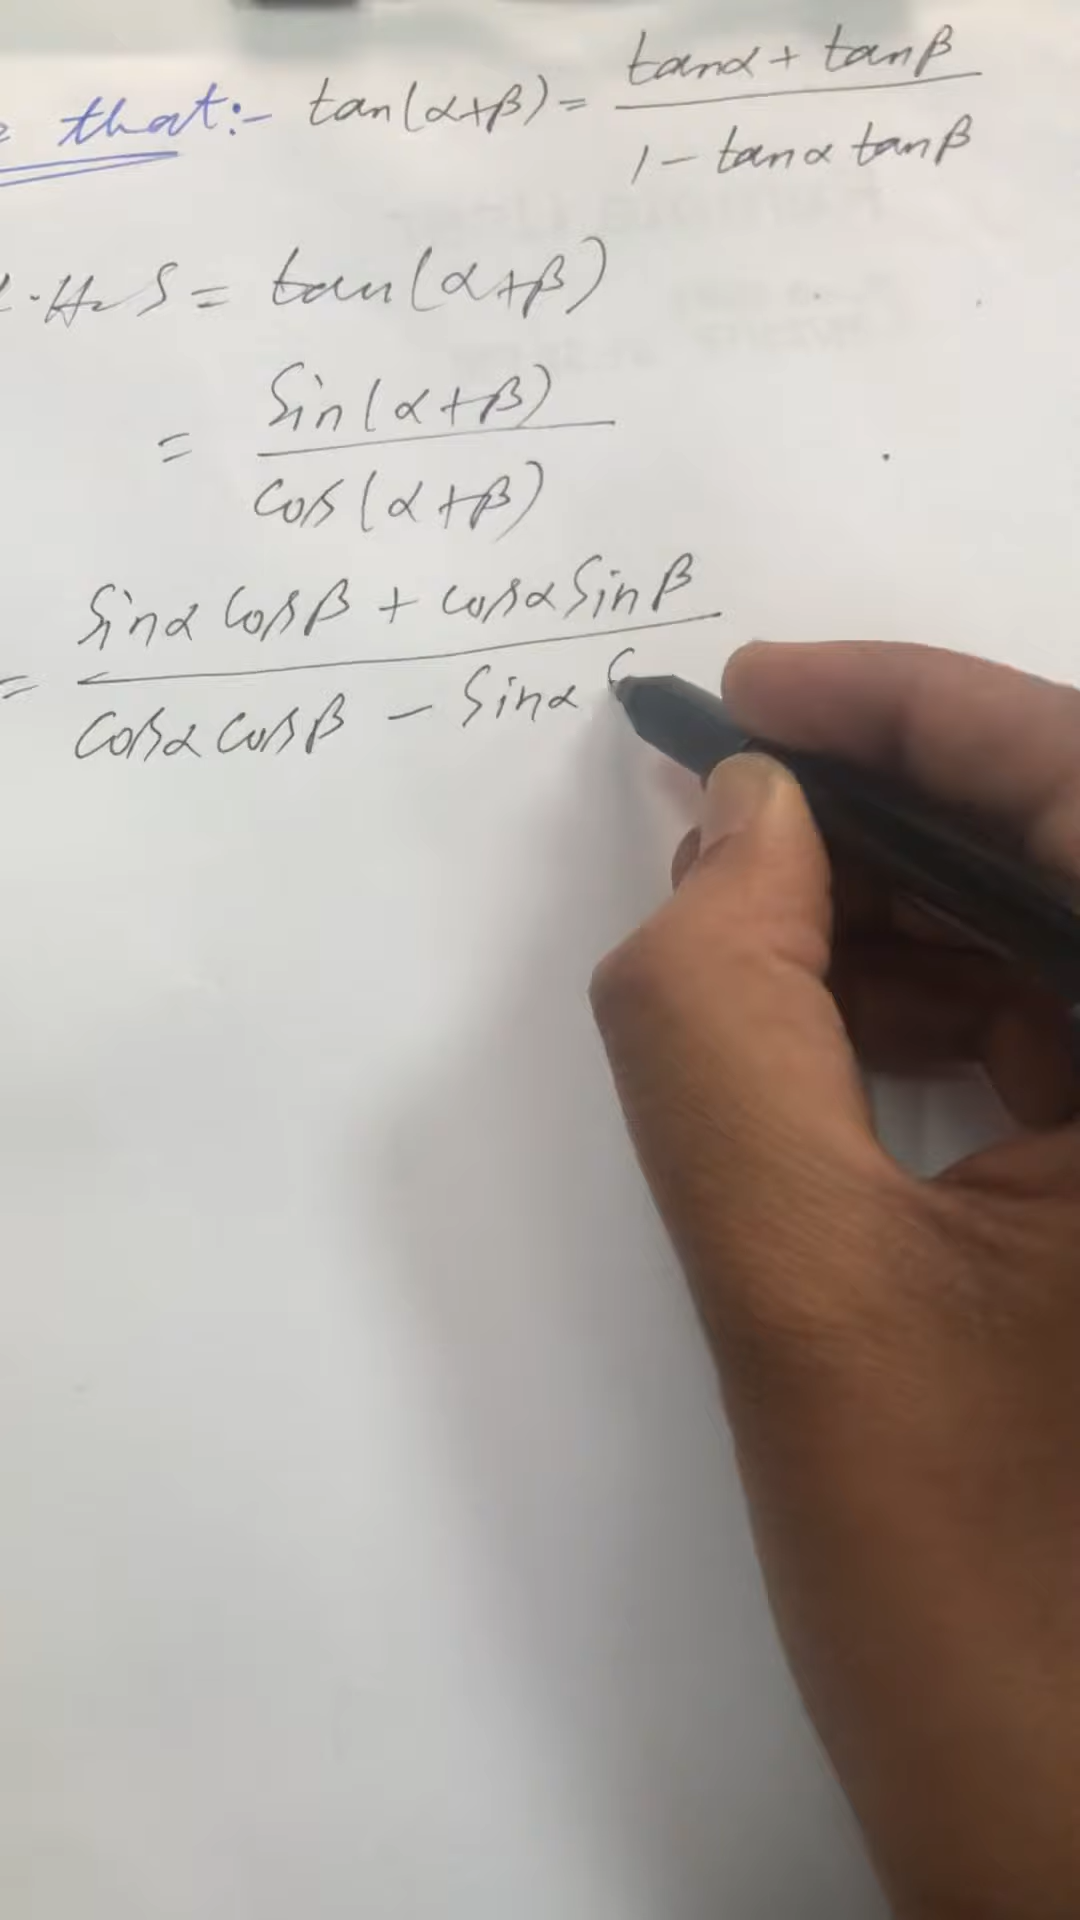 that:- tan(α+β) = (tanα + tanβ) / (1 - tanα tanβ)
.H.S = tan(α+β)
= sin(α+β) / cos(α+β)
= (sinα cosβ + cosα sinβ) / (cosα cosβ - sinα